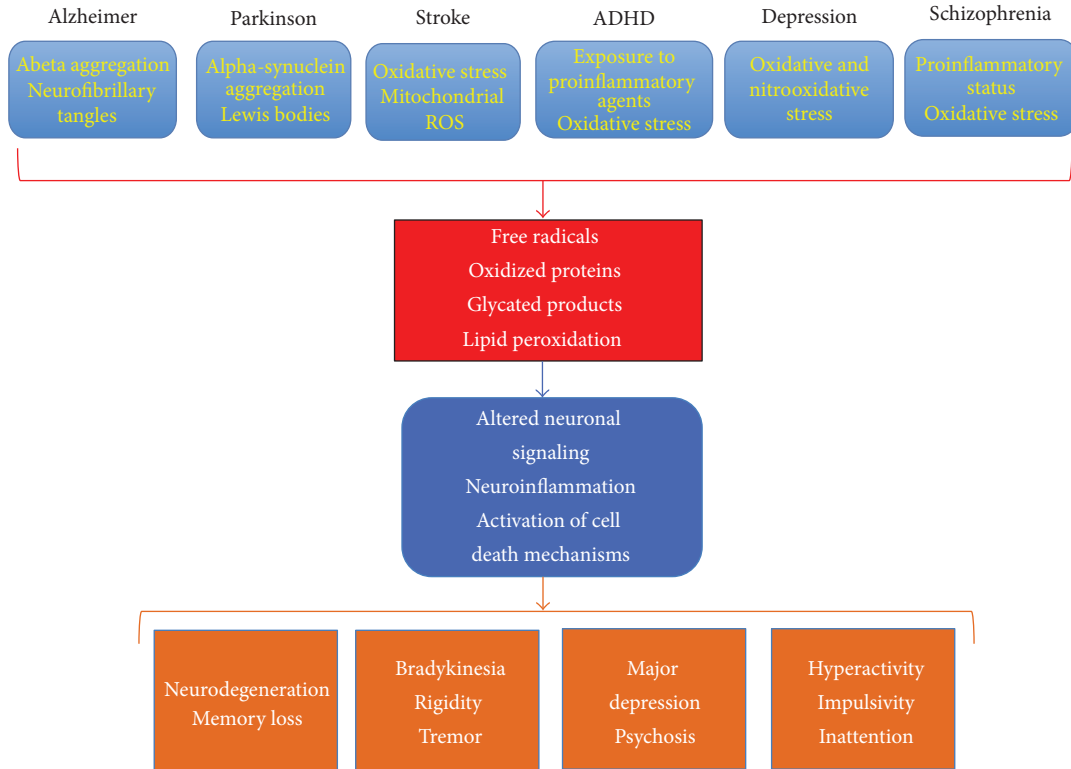 Alzheimer
Parkinson
Stroke
ADHD
Depression
Schizophrenia
Abeta aggregation
Neurofibrillary
tangles
Alpha-synuclein
aggregation
Lewis bodies
Oxidative stress
Mitochondrial
ROS
Exposure to
proinflammatory
agents
Oxidative stress
Oxidative and
nitrooxidative
stress
Proinflammatory
status
Oxidative stress
Free radicals
Oxidized proteins
Glycated products
Lipid peroxidation
Altered neuronal
signaling
Neuroinflammation
Activation of cell
death mechanisms
Neurodegeneration
Memory loss
Bradykinesia
Rigidity
Tremor
Major
depression
Psychosis
Hyperactivity
Impulsivity
Inattention